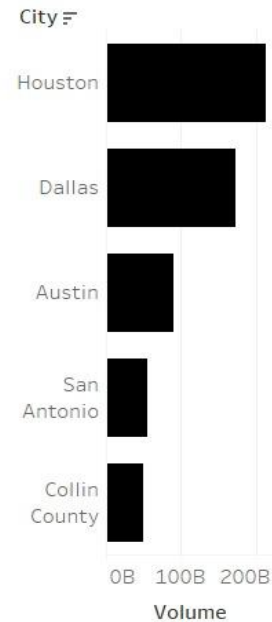 City
Houston
Dallas
Austin
San
Antonio
Collin
County
0B 100B 200B
Volume